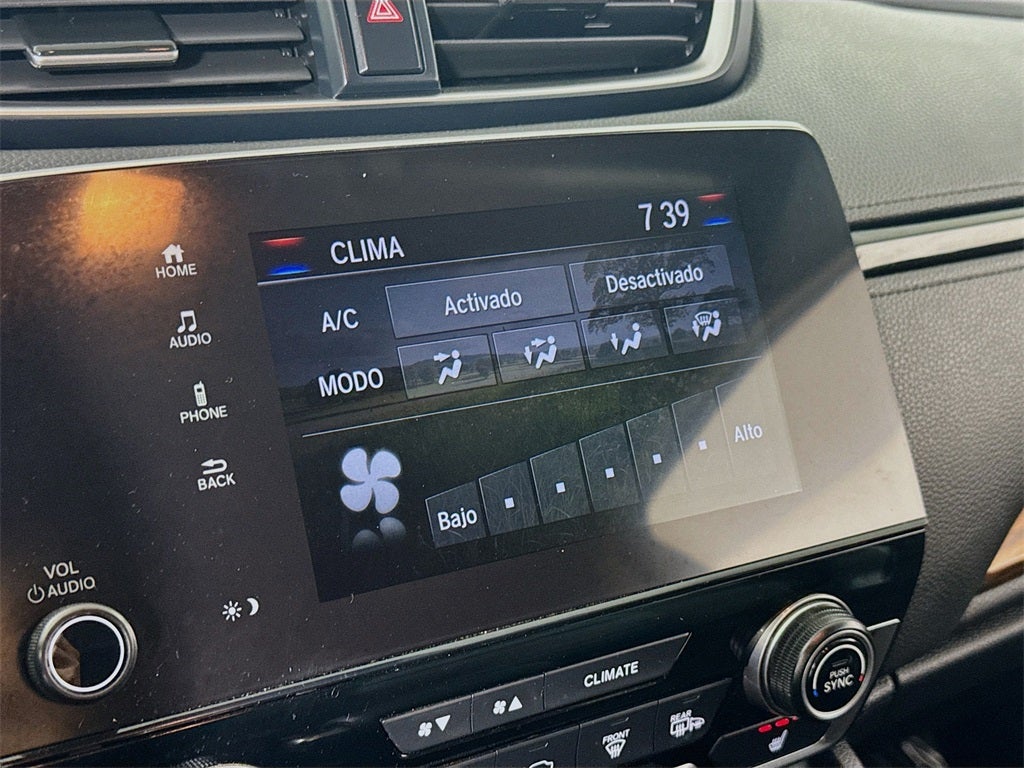 CLIMA 7 39
HOME
A/C Activado Desactivado
AUDIO
MODO
PHONE
Alto
BACK
Bajo
VOL
AUDIO
CLIMATE
PUSH
SYNC
FRONT
REAR